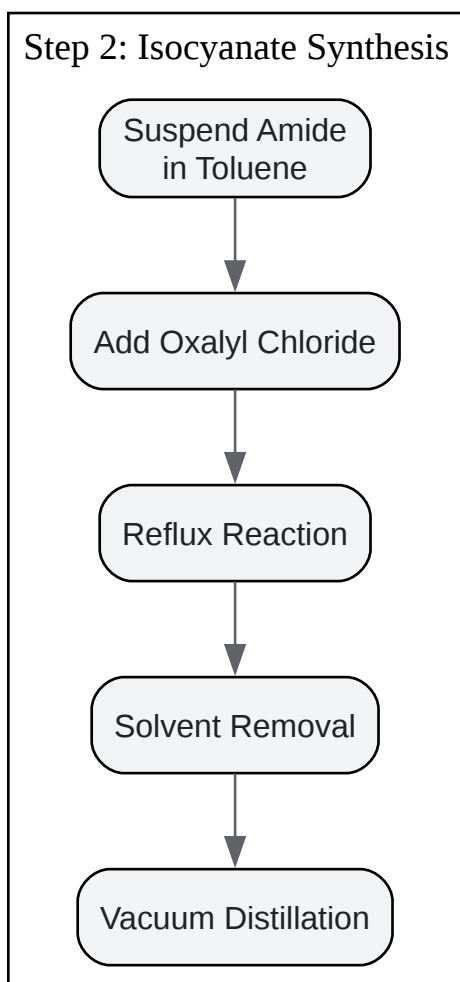 Step 2: Isocyanate Synthesis
Suspend Amide
in Toluene
Add Oxalyl Chloride
Reflux Reaction
Solvent Removal
Vacuum Distillation